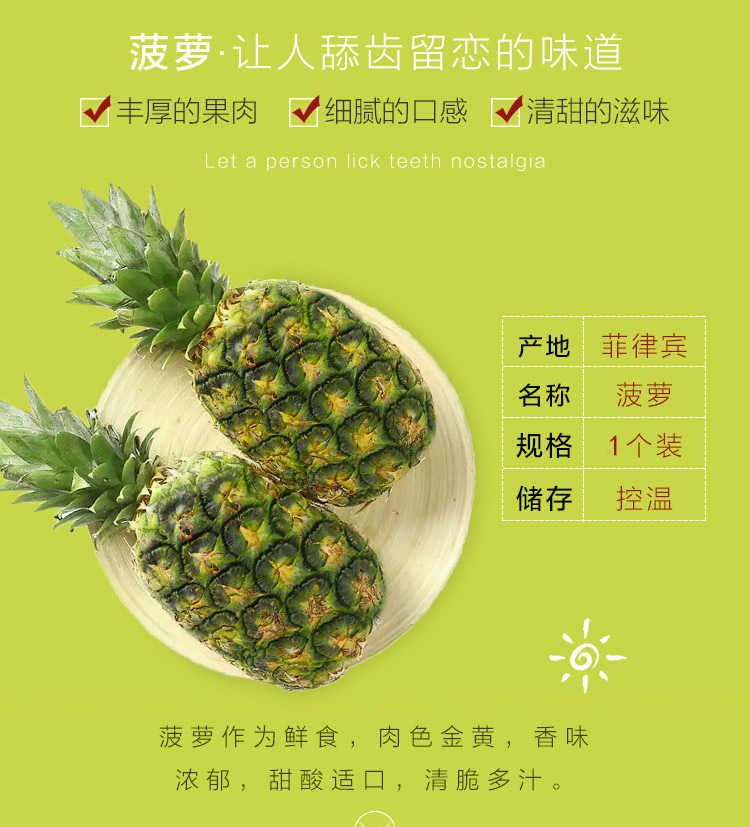 菠萝·让人舔齿留恋的味道
丰厚的果肉 细腻的口感 清甜的滋味
Let a person lick teeth nostalgia
产地 菲律宾
名称 菠萝
规格 1个装
储存 控温
菠萝作为鲜食，肉色金黄，香味
浓郁，甜酸适口，清脆多汁。